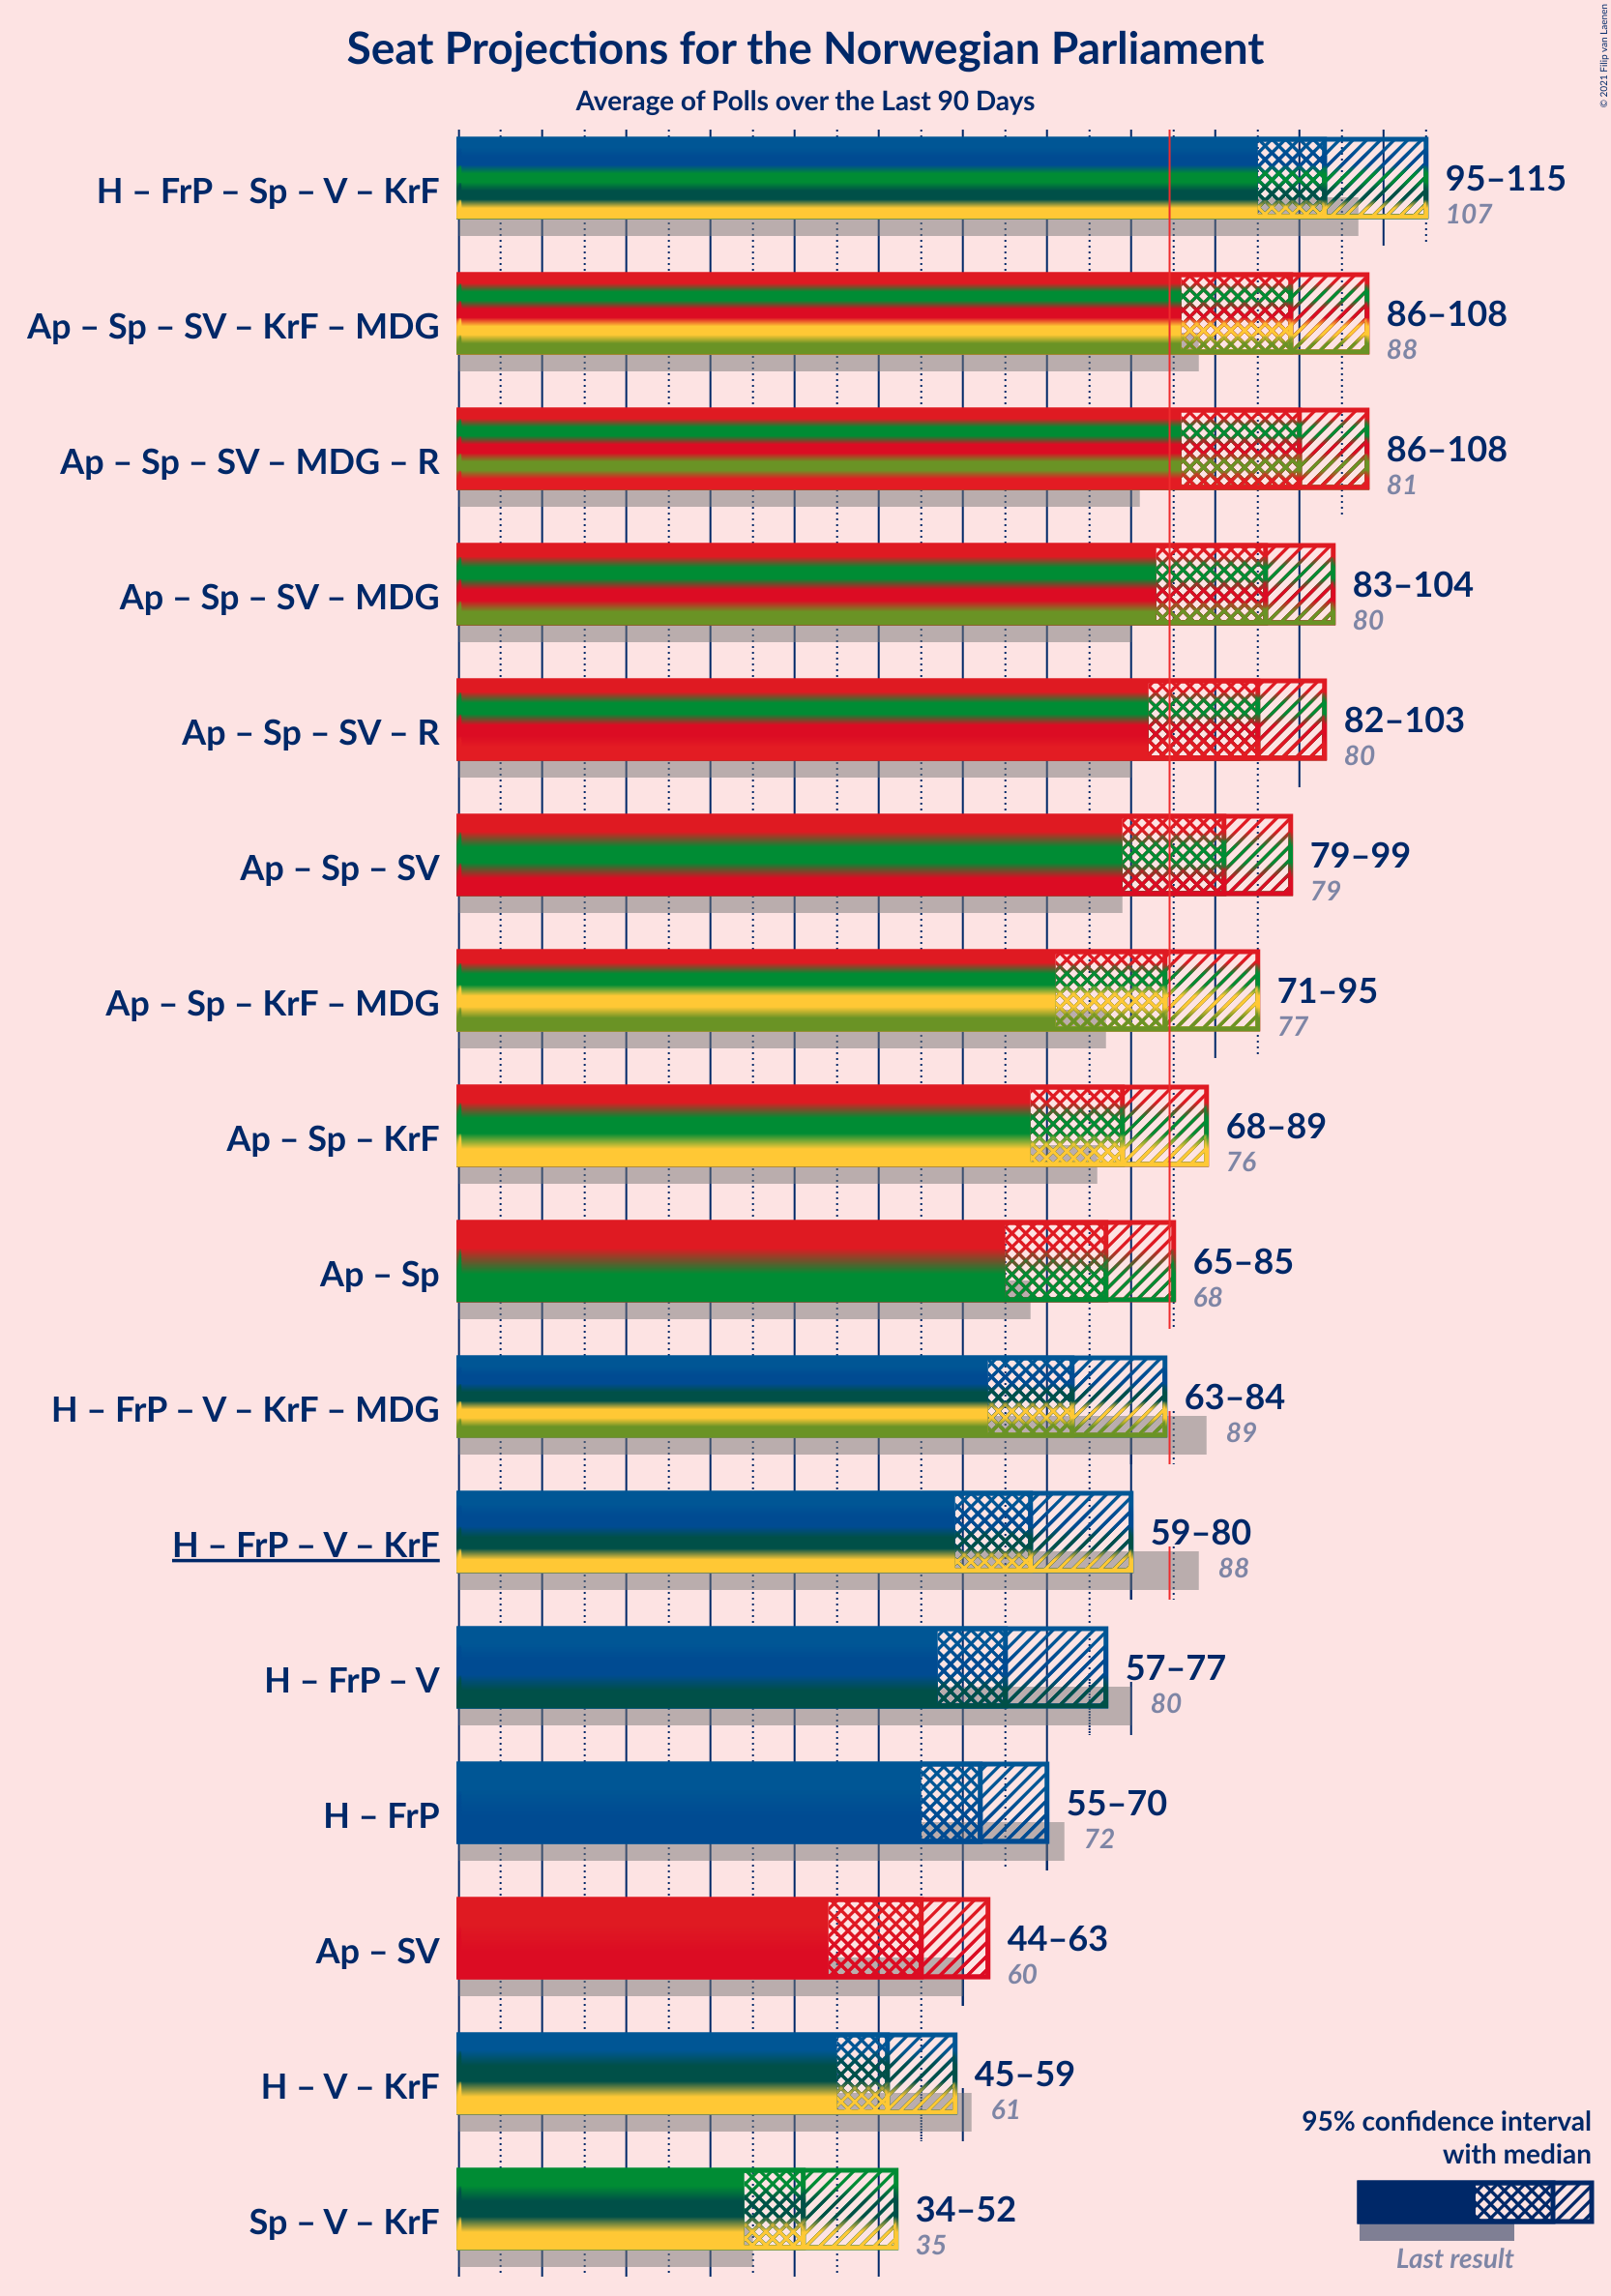 Seat Projections for the Norwegian Parliament
Average of Polls over the Last 90 Days
© 2021 Filip van Laenen
H – FrP – Sp – V – KrF
95–115
107
Ap – Sp – SV – KrF – MDG
86–108
88
Ap – Sp – SV – MDG – R
86–108
81
Ap – Sp – SV – MDG
83–104
80
Ap – Sp – SV – R
82–103
80
Ap – Sp – SV
79–99
79
Ap – Sp – KrF – MDG
71–95
77
Ap – Sp – KrF
68–89
76
Ap – Sp
65–85
68
H – FrP – V – KrF – MDG
63–84
89
H – FrP – V – KrF
59–80
88
H – FrP – V
57–77
80
H – FrP
55–70
72
Ap – SV
44–63
60
H – V – KrF
45–59
61
Sp – V – KrF
34–52
35
95% confidence interval
with median
Last result